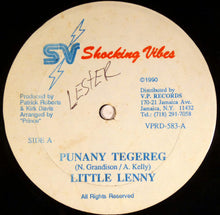 SV Shocking Vibes
LESTER
Produced by
Patrick Roberts
& Kirk Davis
Arranged by
"Prince"
©1990
Distributed by
V.P. RECORDS
170-21 Jamaica Ave.
Jamaica, N.Y. 11432
Tel.: (718) 291-7058
VPRD-583-A
SIDE A
PUNANY TEGEREG
(N. Grandison / A. Kelly)
LITTLE LENNY
All Rights Reserved